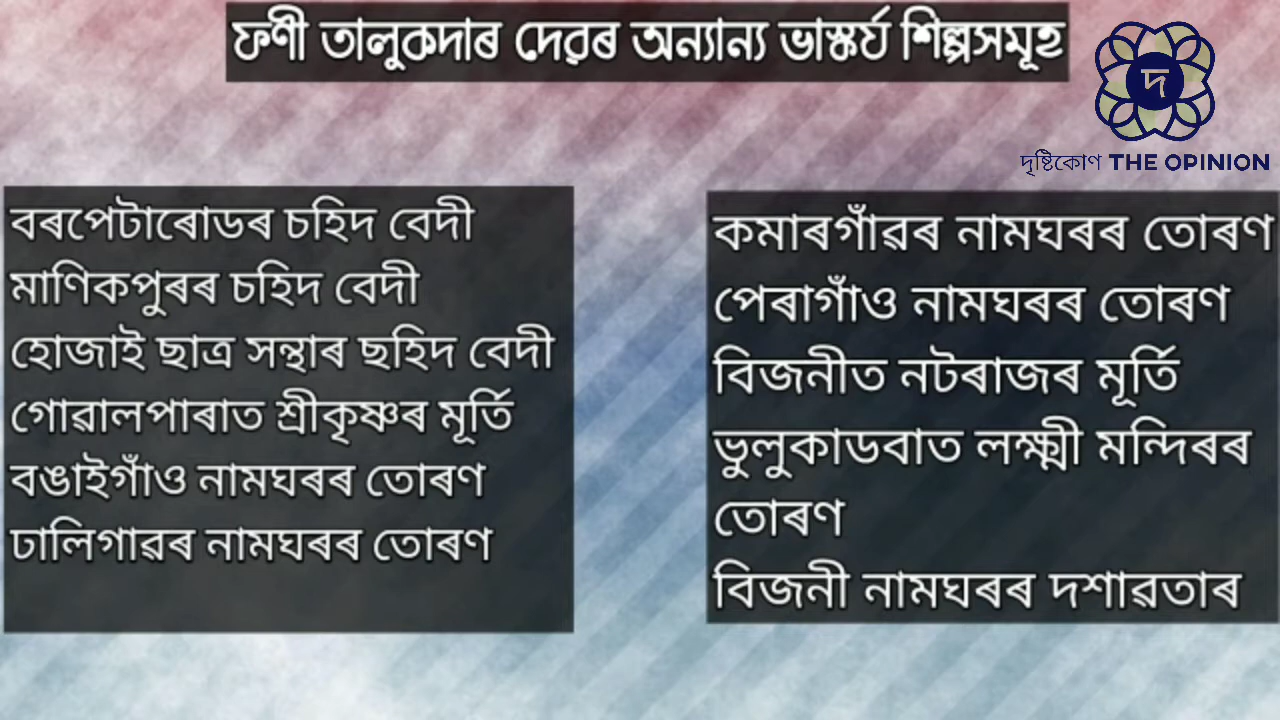 ফণী তালুকদাৰ দেৱৰ অন্যান্য ভাস্কৰ্য শিল্পসমূহ
দ
দৃষ্টিকোণ THE OPINION
বৰপেটাৰোডৰ চহিদ বেদী
মাণিকপুৰৰ চহিদ বেদী
হোজাই ছাত্ৰ সন্থাৰ ছহিদ বেদী
গোৱালপাৰাত শ্ৰীকৃষ্ণৰ মূৰ্তি
বঙাইগাঁও নামঘৰৰ তোৰণ
ঢালিগাৱৰ নামঘৰৰ তোৰণ
কমাৰগাঁৱৰ নামঘৰৰ তোৰণ
পেৰাগাঁও নামঘৰৰ তোৰণ
বিজনীত নটৰাজৰ মূৰ্তি
ভুলুকাডবাত লক্ষ্মী মন্দিৰৰ
তোৰণ
বিজনী নামঘৰৰ দশাৱতাৰ